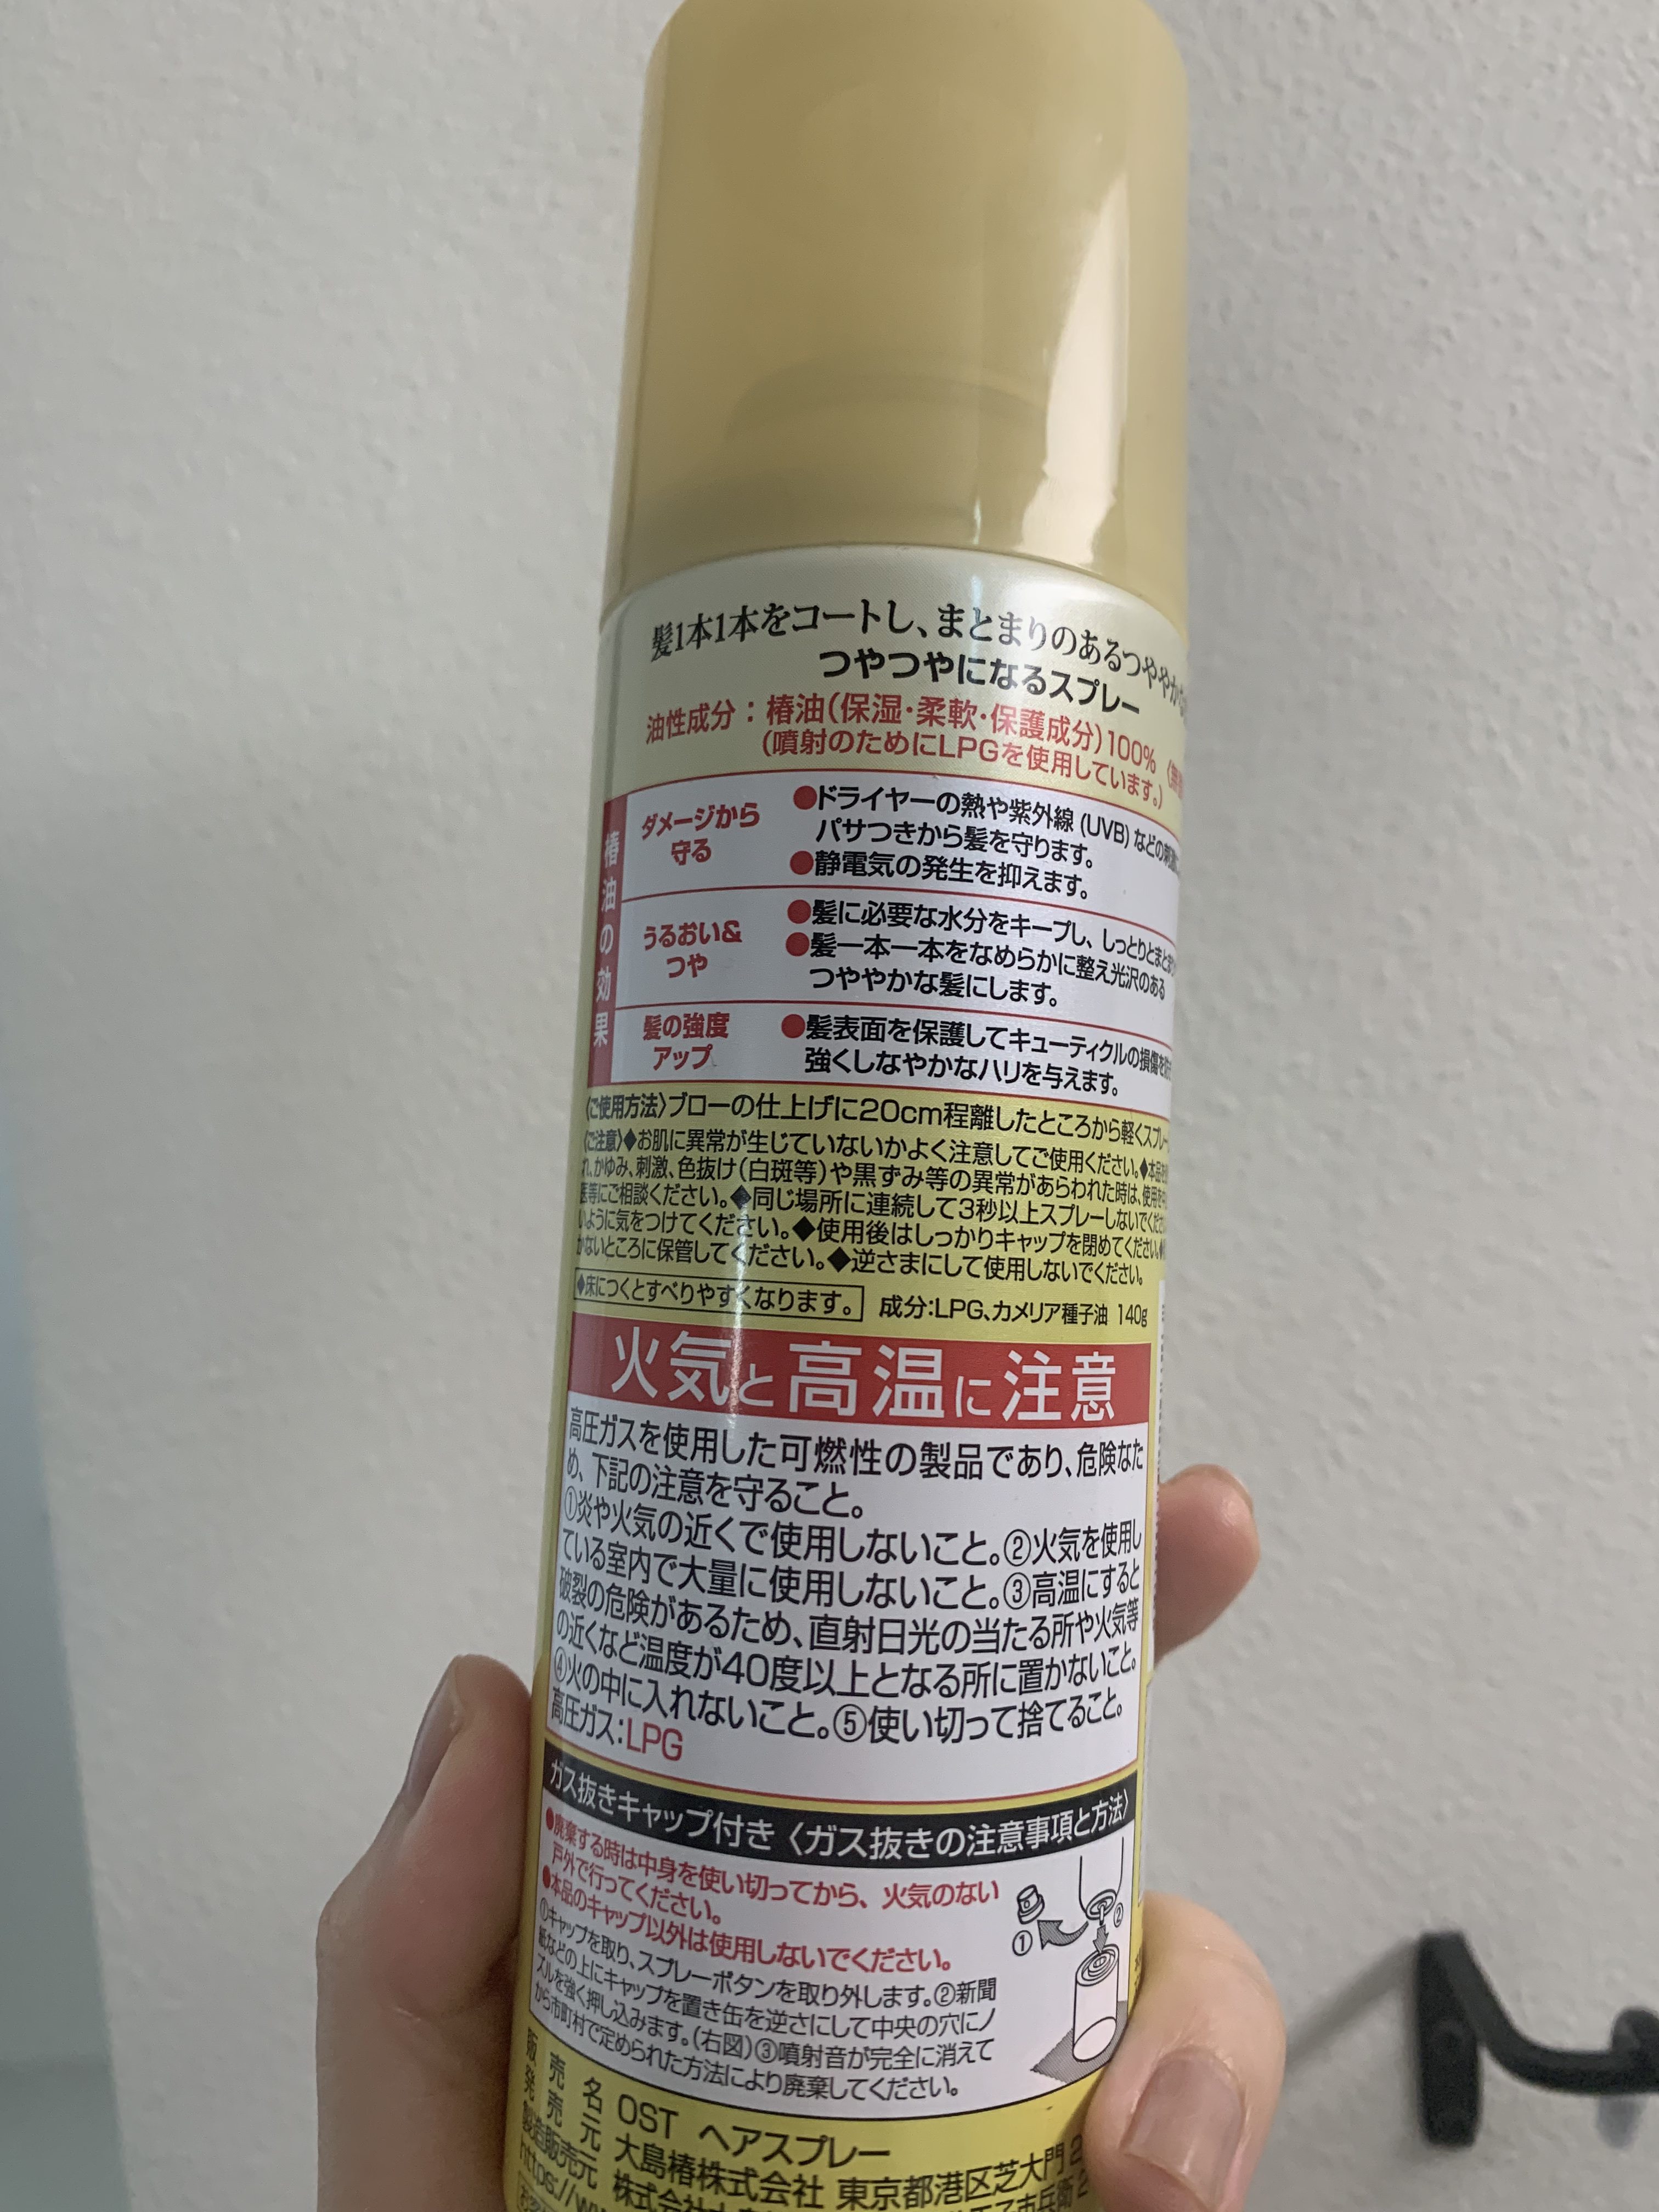 髪1本1本をコートし、まとまりのあるつややかな
つやつやになるスプレー
油性成分：椿油(保湿・柔軟・保護成分)100%
(噴射のためにLPGを使用しています。)
椿油の効果
ダメージから
守る
●ドライヤーの熱や紫外線(UVB)などの
パサつきから髪を守ります。
●静電気の発生を抑えます。
うるおい&
つや
●髪に必要な水分をキープし、しっとりとまとまり
●髪一本一本をなめらかに整え光沢のある
つややかな髪にします。
髪の強度
アップ
●髪表面を保護してキューティクルの損傷を
強くしなやかなハリを与えます。
〈ご使用方法〉ブローの仕上げに20cm程離したところから軽くスプレー
〈ご注意〉◆お肌に異常が生じていないかよく注意してご使用ください。◆本品
れ、かゆみ、刺激、色抜け(白斑等)や黒ずみ等の異常があらわれた時は、使用
医等にご相談ください。◆同じ場所に連続して3秒以上スプレーしないでくだ
いように気をつけてください。◆使用後はしっかりキャップを閉めてください。
かないところに保管してください。◆逆さまにして使用しないでください。
◆床につくとすべりやすくなります。 成分:LPG、カメリア種子油 140g
火気と高温に注意
高圧ガスを使用した可燃性の製品であり、危険なた
め、下記の注意を守ること。
①炎や火気の近くで使用しないこと。②火気を使用し
ている室内で大量に使用しないこと。③高温にすると
破裂の危険があるため、直射日光の当たる所や火気等
の近くなど温度が40度以上となる所に置かないこと。
④火の中に入れないこと。⑤使い切って捨てること。
高圧ガス:LPG
ガス抜きキャップ付き〈ガス抜きの注意事項と方法〉
●廃棄する時は中身を使い切ってから、火気のない
戸外で行ってください。
●本品のキャップ以外は使用しないでください。
①キャップを取り、スプレーボタンを取り外します。②新聞
紙などの上にキャップを置き缶を逆さにして中央の穴にノ
ズルを強く押し込みます。(右図)③噴射音が完全に消えて
から市町村で定められた方法により廃棄してください。
①
②
販売名 OST ヘアスプレー
発売元 大島椿株式会社 東京都港区芝大門 2
製造販売元 株式会社
https://w